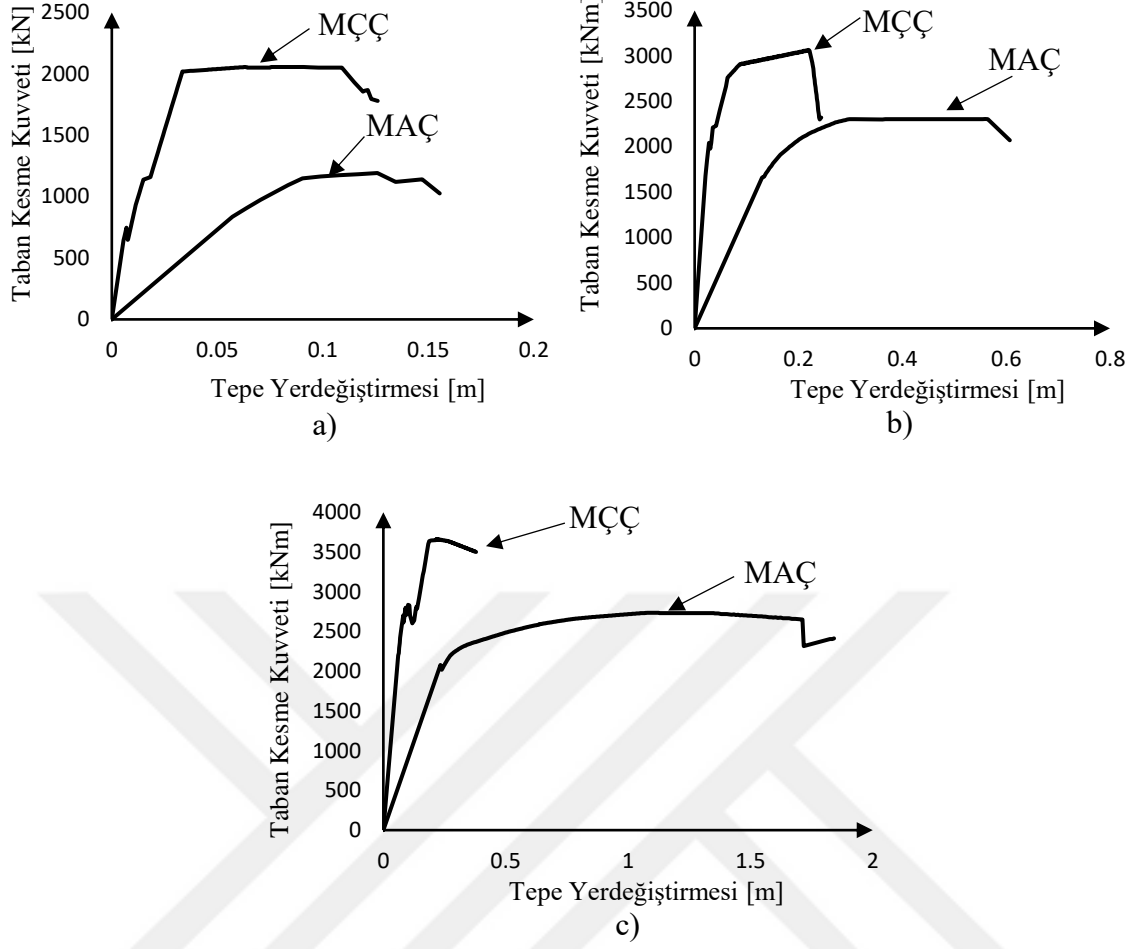 Taban Kesme Kuvveti [kN]
2500
2000
1500
1000
500
0
MÇÇ
MAÇ
0 0.05 0.1 0.15 0.2
Tepe Yerdeğiştirmesi [m]
a)
Taban Kesme Kuvveti [kNm]
3500
3000
2500
2000
1500
1000
500
0
MÇÇ
MAÇ
0 0.2 0.4 0.6 0.8
Tepe Yerdeğiştirmesi [m]
b)
Taban Kesme Kuvveti [kNm]
4000
3500
3000
2500
2000
1500
1000
500
0
MÇÇ
MAÇ
0 0.5 1 1.5 2
Tepe Yerdeğiştirmesi [m]
c)